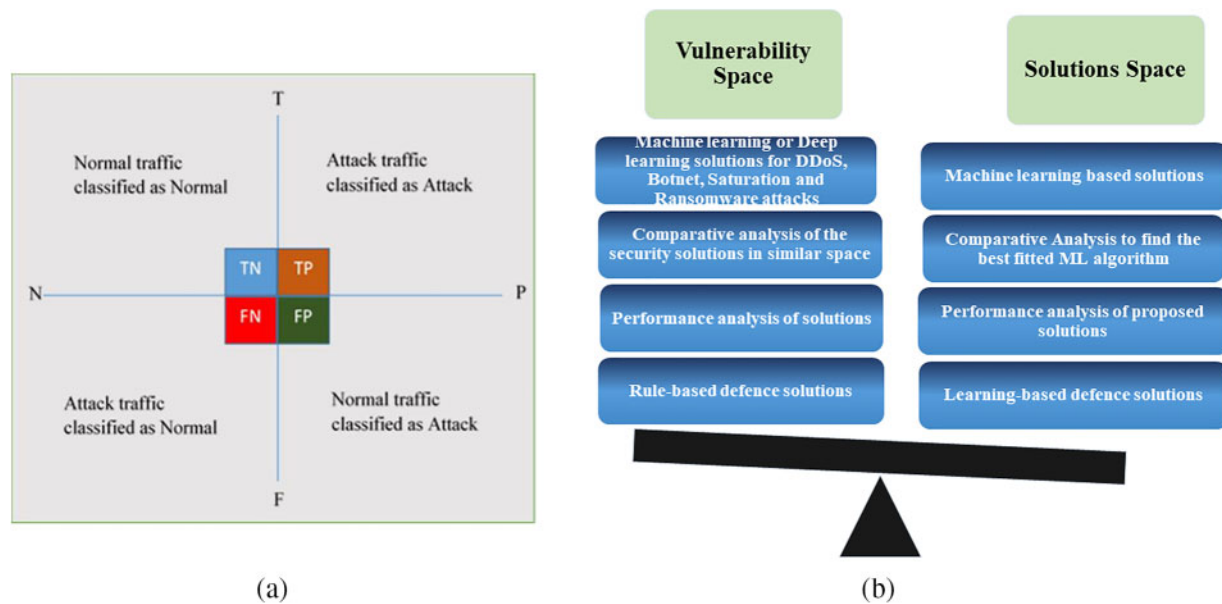 T
Normal traffic
classified as Normal
Attack traffic
classified as Attack
TN
TP
N
P
FN
FP
Attack traffic
classified as Normal
Normal traffic
classified as Attack
F
(a)
Vulnerability
Space
Machine learning or Deep
learning solutions for DDoS,
Botnet, Saturation and
Ransomware attacks
Comparative analysis of the
security solutions in similar space
Performance analysis of solutions
Rule-based defence solutions
Solutions Space
Machine learning based solutions
Comparative Analysis to find the
best fitted ML algorithm
Performance analysis of proposed
solutions
Learning-based defence solutions
(b)